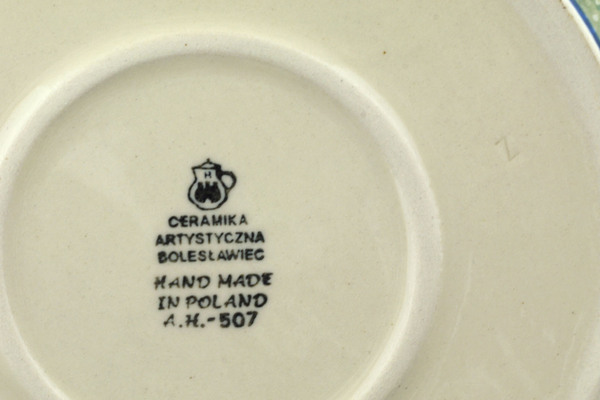 H
CERAMIKA
ARTYSTYCZNA
BOLESŁAWIEC
HAND MADE
IN POLAND
A.H.-507
Z